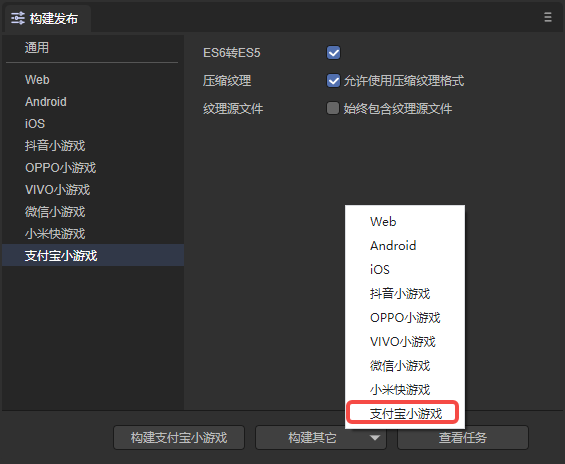 构建发布
通用
Web
Android
iOS
抖音小游戏
OPPO小游戏
VIVO小游戏
微信小游戏
小米快游戏
支付宝小游戏
ES6转ES5
压缩纹理 允许使用压缩纹理格式
纹理源文件 始终包含纹理源文件
Web
Android
iOS
抖音小游戏
OPPO小游戏
VIVO小游戏
微信小游戏
小米快游戏
支付宝小游戏
构建支付宝小游戏 构建其它 查看任务